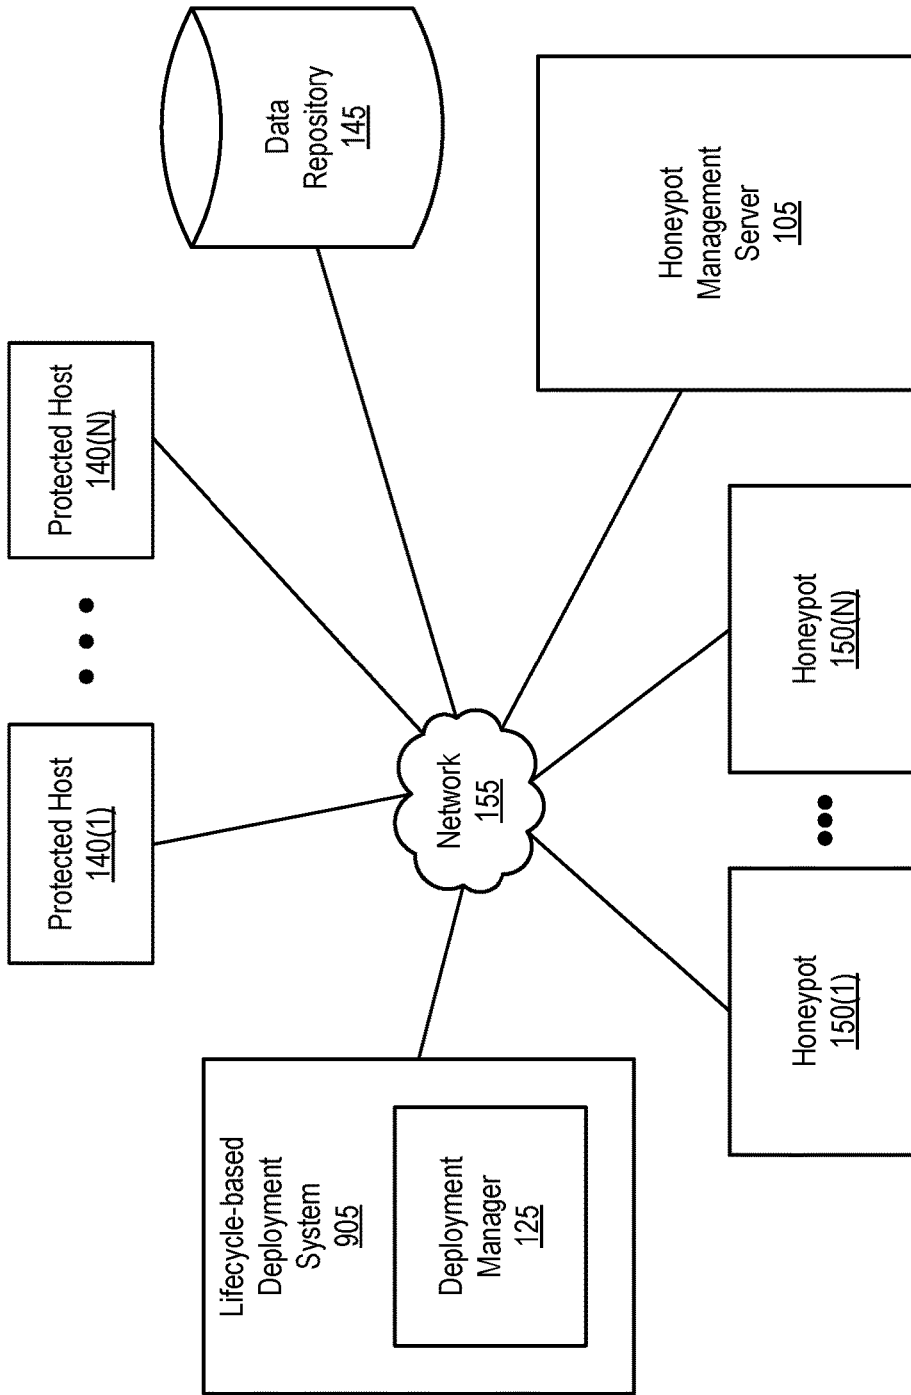 Protected Host
140(1)
Protected Host
140(N)
Lifecycle-based
Deployment
System
905
Deployment
Manager
125
Network
155
Data
Repository
145
Honeypot
150(1)
Honeypot
150(N)
Honeypot
Management
Server
105